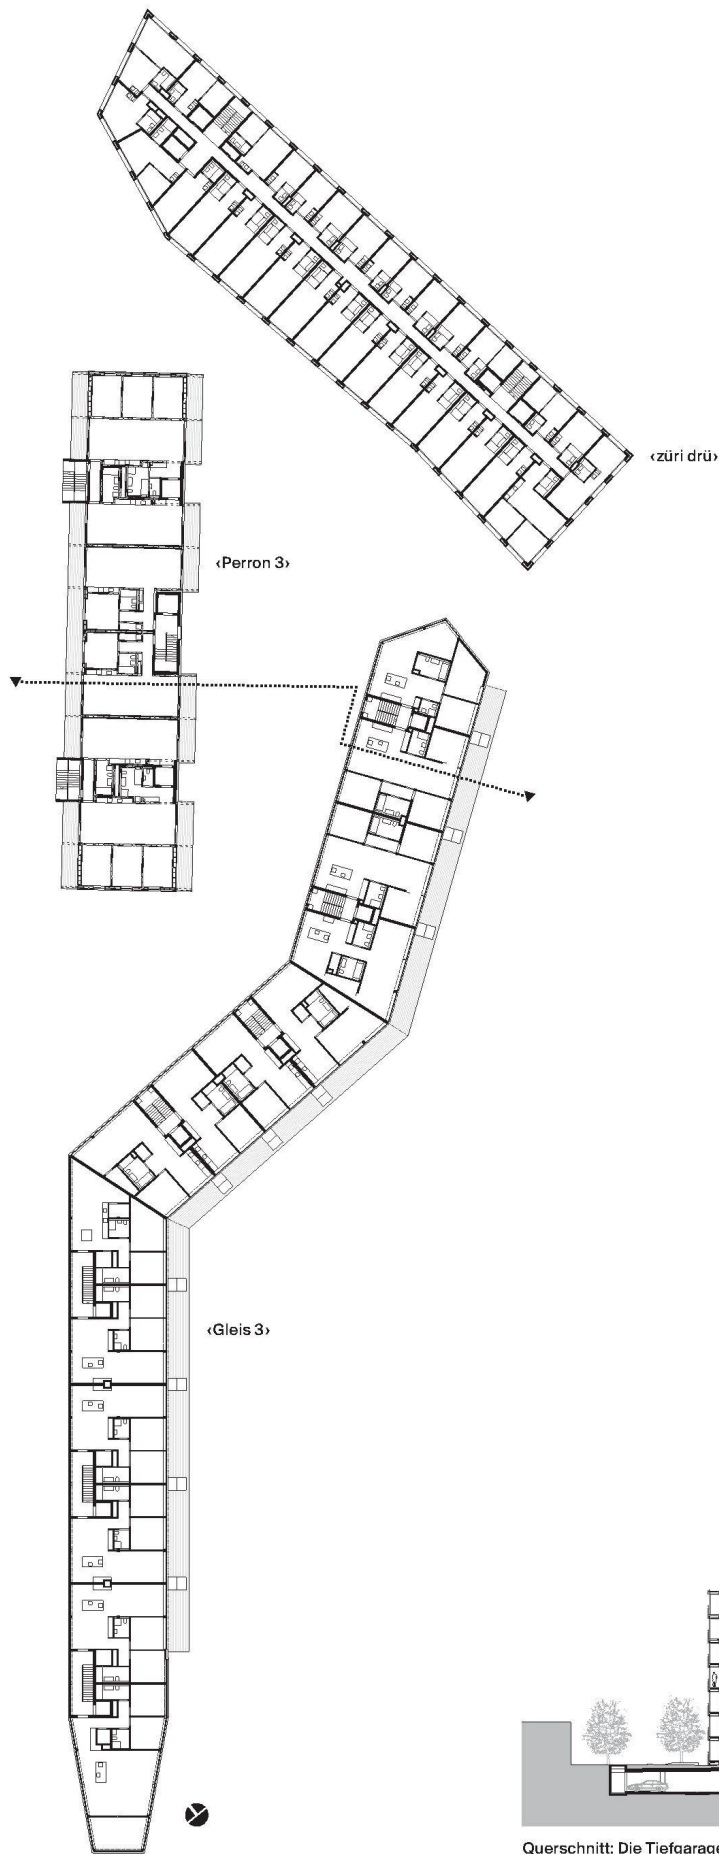 ‹züri drü›
‹Perron 3›
‹Gleis 3›
Querschnitt: Die Tiefgarage